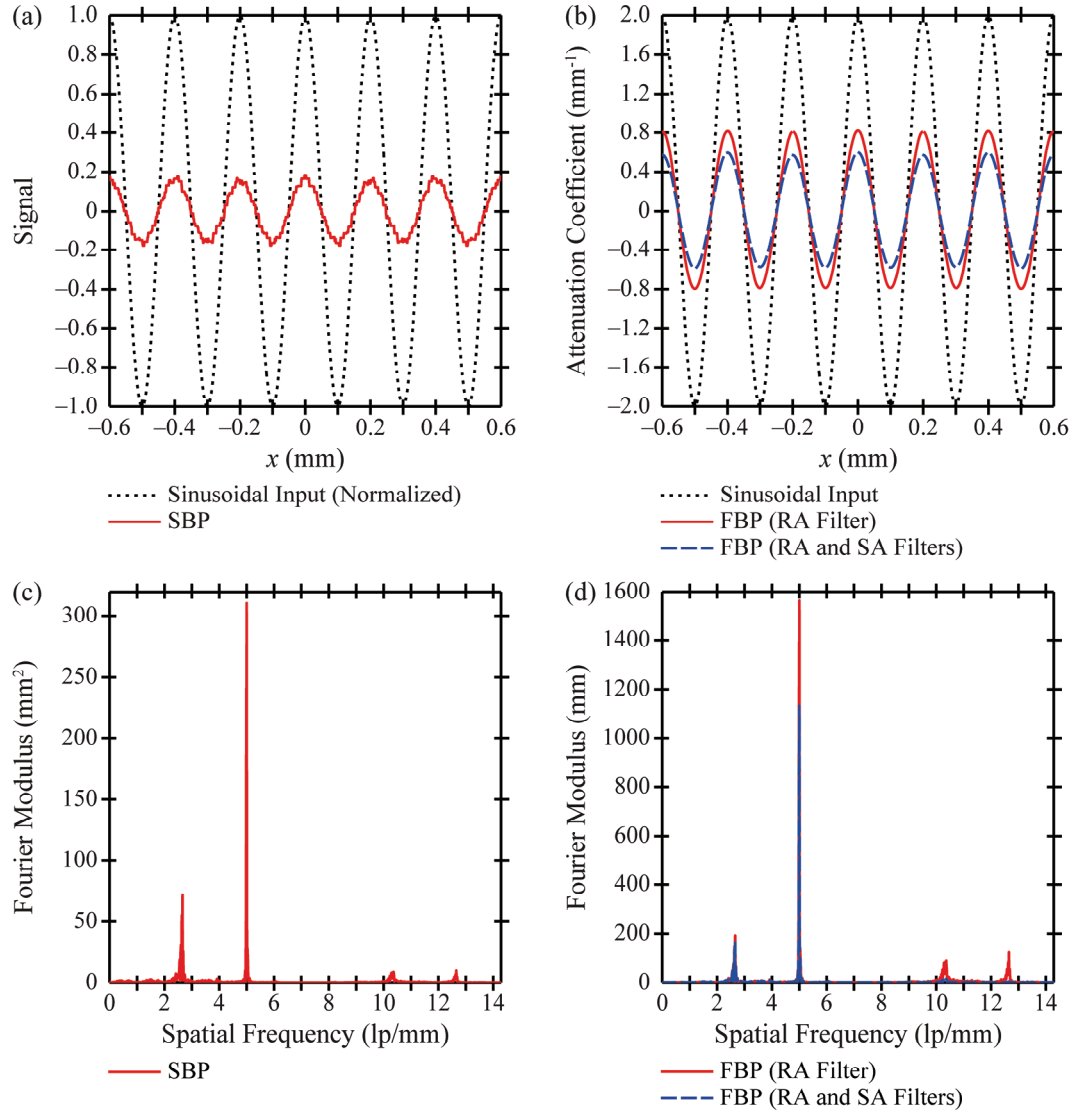 (a)
1.0
0.8
0.6
0.4
0.2
0
–0.2
–0.4
–0.6
–0.8
–1.0
Signal
–0.6 –0.4 –0.2 0 0.2 0.4 0.6
x (mm)
Sinusoidal Input (Normalized)
SBP
(b)
2.0
1.6
1.2
0.8
0.4
0
–0.4
–0.8
–1.2
–1.6
–2.0
Attenuation Coefficient (mm⁻¹)
–0.6 –0.4 –0.2 0 0.2 0.4 0.6
x (mm)
Sinusoidal Input
FBP (RA Filter)
FBP (RA and SA Filters)
(c)
300
250
200
150
100
50
0
Fourier Modulus (mm²)
0 2 4 6 8 10 12 14
Spatial Frequency (lp/mm)
SBP
(d)
1600
1400
1200
1000
800
600
400
200
0
Fourier Modulus (mm)
0 2 4 6 8 10 12 14
Spatial Frequency (lp/mm)
FBP (RA Filter)
FBP (RA and SA Filters)